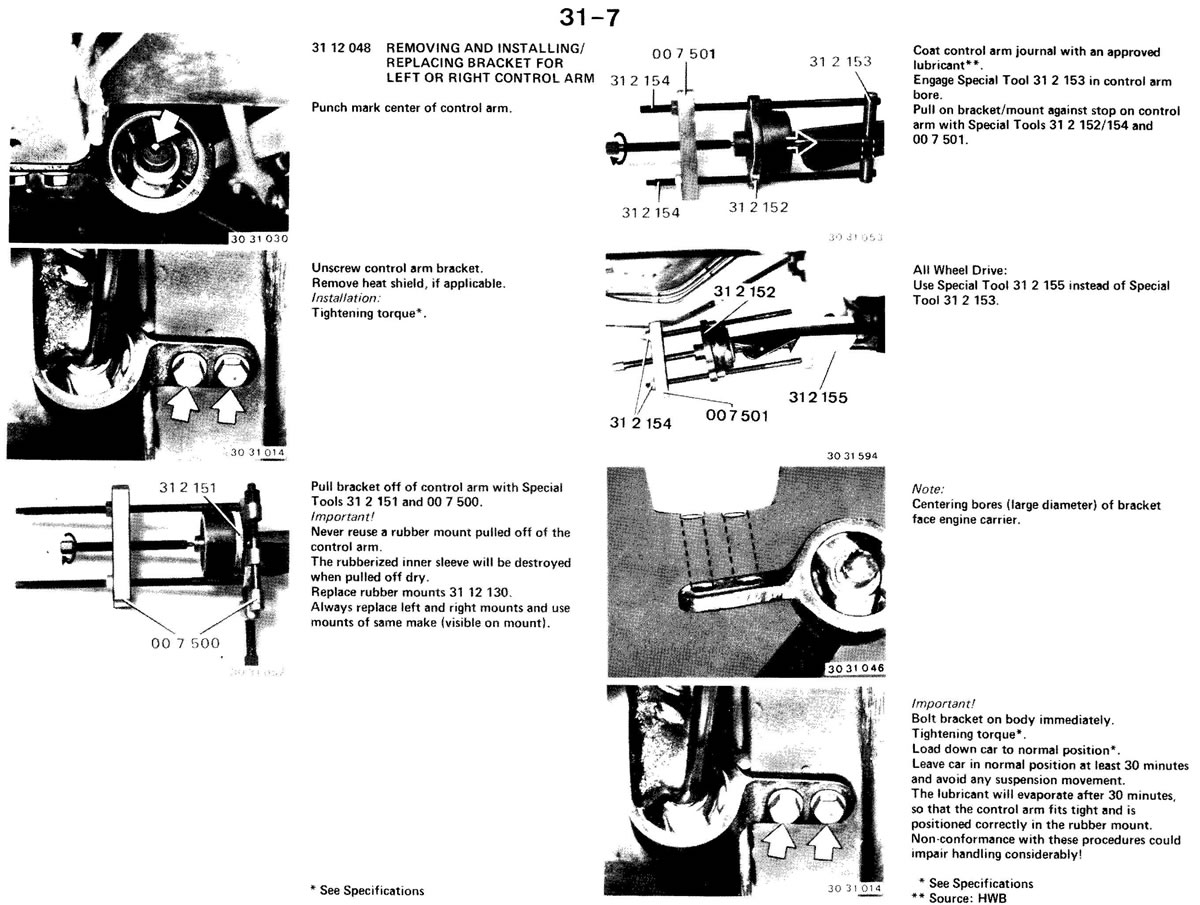 31-7
31 12 048 REMOVING AND INSTALLING/
REPLACING BRACKET FOR
LEFT OR RIGHT CONTROL ARM
Punch mark center of control arm.
30 31 030
Unscrew control arm bracket.
Remove heat shield, if applicable.
Installation:
Tightening torque*.
30 31 014
31 2 151
00 7 500
Pull bracket off of control arm with Special
Tools 31 2 151 and 00 7 500.
Important!
Never reuse a rubber mount pulled off of the
control arm.
The rubberized inner sleeve will be destroyed
when pulled off dry.
Replace rubber mounts 31 12 130.
Always replace left and right mounts and use
mounts of same make (visible on mount).
* See Specifications
00 7 501
31 2 154
31 2 153
31 2 154
31 2 152
30 31 053
Coat control arm journal with an approved
lubricant**.
Engage Special Tool 31 2 153 in control arm
bore.
Pull on bracket/mount against stop on control
arm with Special Tools 31 2 152/154 and
00 7 501.
31 2 152
31 2 155
00 7 501
31 2 154
30 31 594
All Wheel Drive:
Use Special Tool 31 2 155 instead of Special
Tool 31 2 153.
30 31 046
Note:
Centering bores (large diameter) of bracket
face engine carrier.
30 31 014
Important!
Bolt bracket on body immediately.
Tightening torque*.
Load down car to normal position*.
Leave car in normal position at least 30 minutes
and avoid any suspension movement.
The lubricant will evaporate after 30 minutes,
so that the control arm fits tight and is
positioned correctly in the rubber mount.
Non-conformance with these procedures could
impair handling considerably!
* See Specifications
** Source: HWB